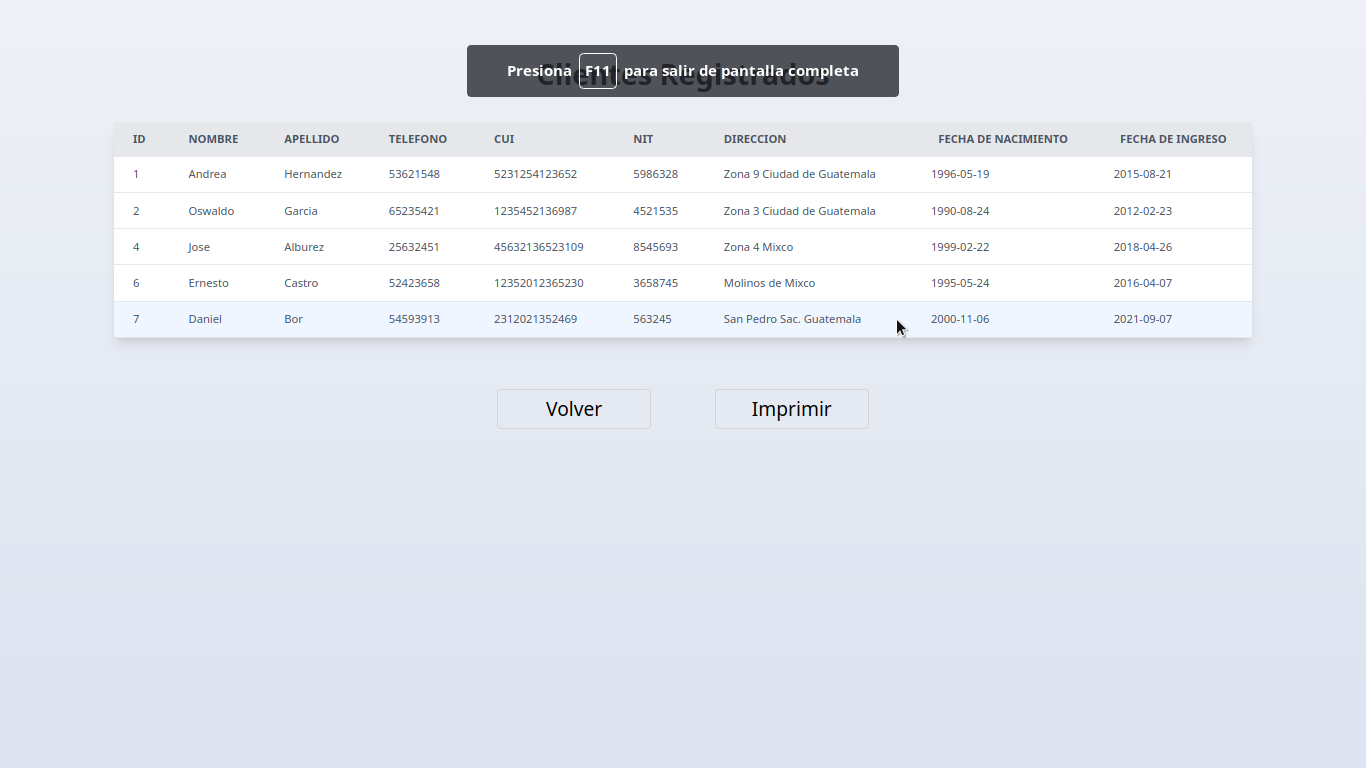 Presiona F11 para salir de pantalla completa
Clientes Registrados
ID NOMBRE APELLIDO TELEFONO CUI NIT DIRECCION FECHA DE NACIMIENTO FECHA DE INGRESO
1 Andrea Hernandez 53621548 5231254123652 5986328 Zona 9 Ciudad de Guatemala 1996-05-19 2015-08-21
2 Oswaldo Garcia 65235421 1235452136987 4521535 Zona 3 Ciudad de Guatemala 1990-08-24 2012-02-23
4 Jose Alburez 25632451 45632136523109 8545693 Zona 4 Mixco 1999-02-22 2018-04-26
6 Ernesto Castro 52423658 12352012365230 3658745 Molinos de Mixco 1995-05-24 2016-04-07
7 Daniel Bor 54593913 2312021352469 563245 San Pedro Sac. Guatemala 2000-11-06 2021-09-07
Volver Imprimir